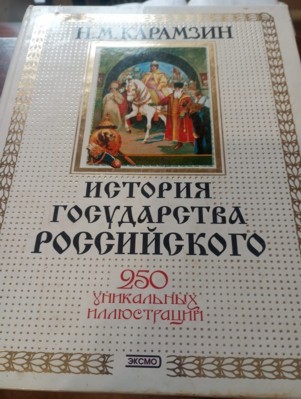 Н.М.КАРАМЗИН
ИСТОРИЯ
ГОСУДАРСТВА
РОССИЙСКОГО
250
УНИКАЛЬНЫХ
ИЛЛЮСТРАЦИЙ
ЭКСМО